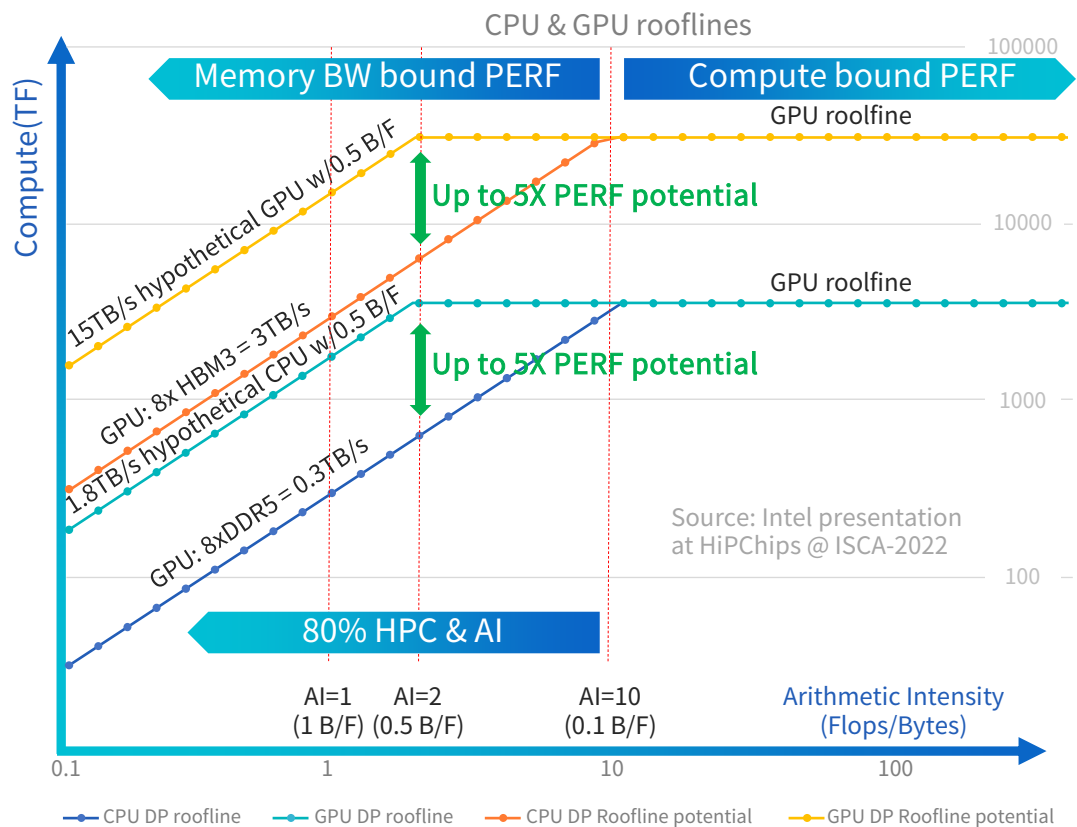 CPU & GPU rooflines
100000
Memory BW bound PERF
Compute bound PERF
GPU roolfine
Compute(TF)
15TB/s hypothetical GPU w/0.5 B/F
Up to 5X PERF potential
10000
GPU roolfine
GPU: 8x HBM3 = 3TB/s
1.8TB/s hypothetical CPU w/0.5 B/F
Up to 5X PERF potential
1000
GPU: 8xDDR5 = 0.3TB/s
Source: Intel presentation
at HiPChips @ ISCA-2022
100
80% HPC & AI
AI=1
(1 B/F)
AI=2
(0.5 B/F)
AI=10
(0.1 B/F)
Arithmetic Intensity
(Flops/Bytes)
0.1 1 10 100
CPU DP roofline GPU DP roofline CPU DP Roofline potential GPU DP Roofline potential